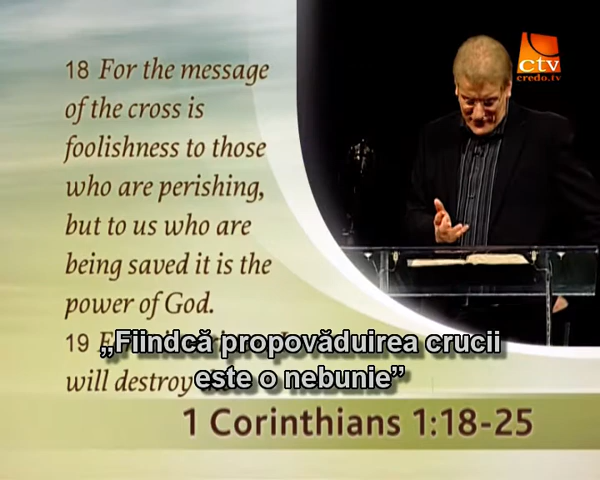 18 For the message
of the cross is
foolishness to those
who are perishing,
but to us who are
being saved it is the
power of God.
19
will destroy
„Fiindcă propovăduirea crucii
este o nebunie”
1 Corinthians 1:18-25
ctv
credo.tv